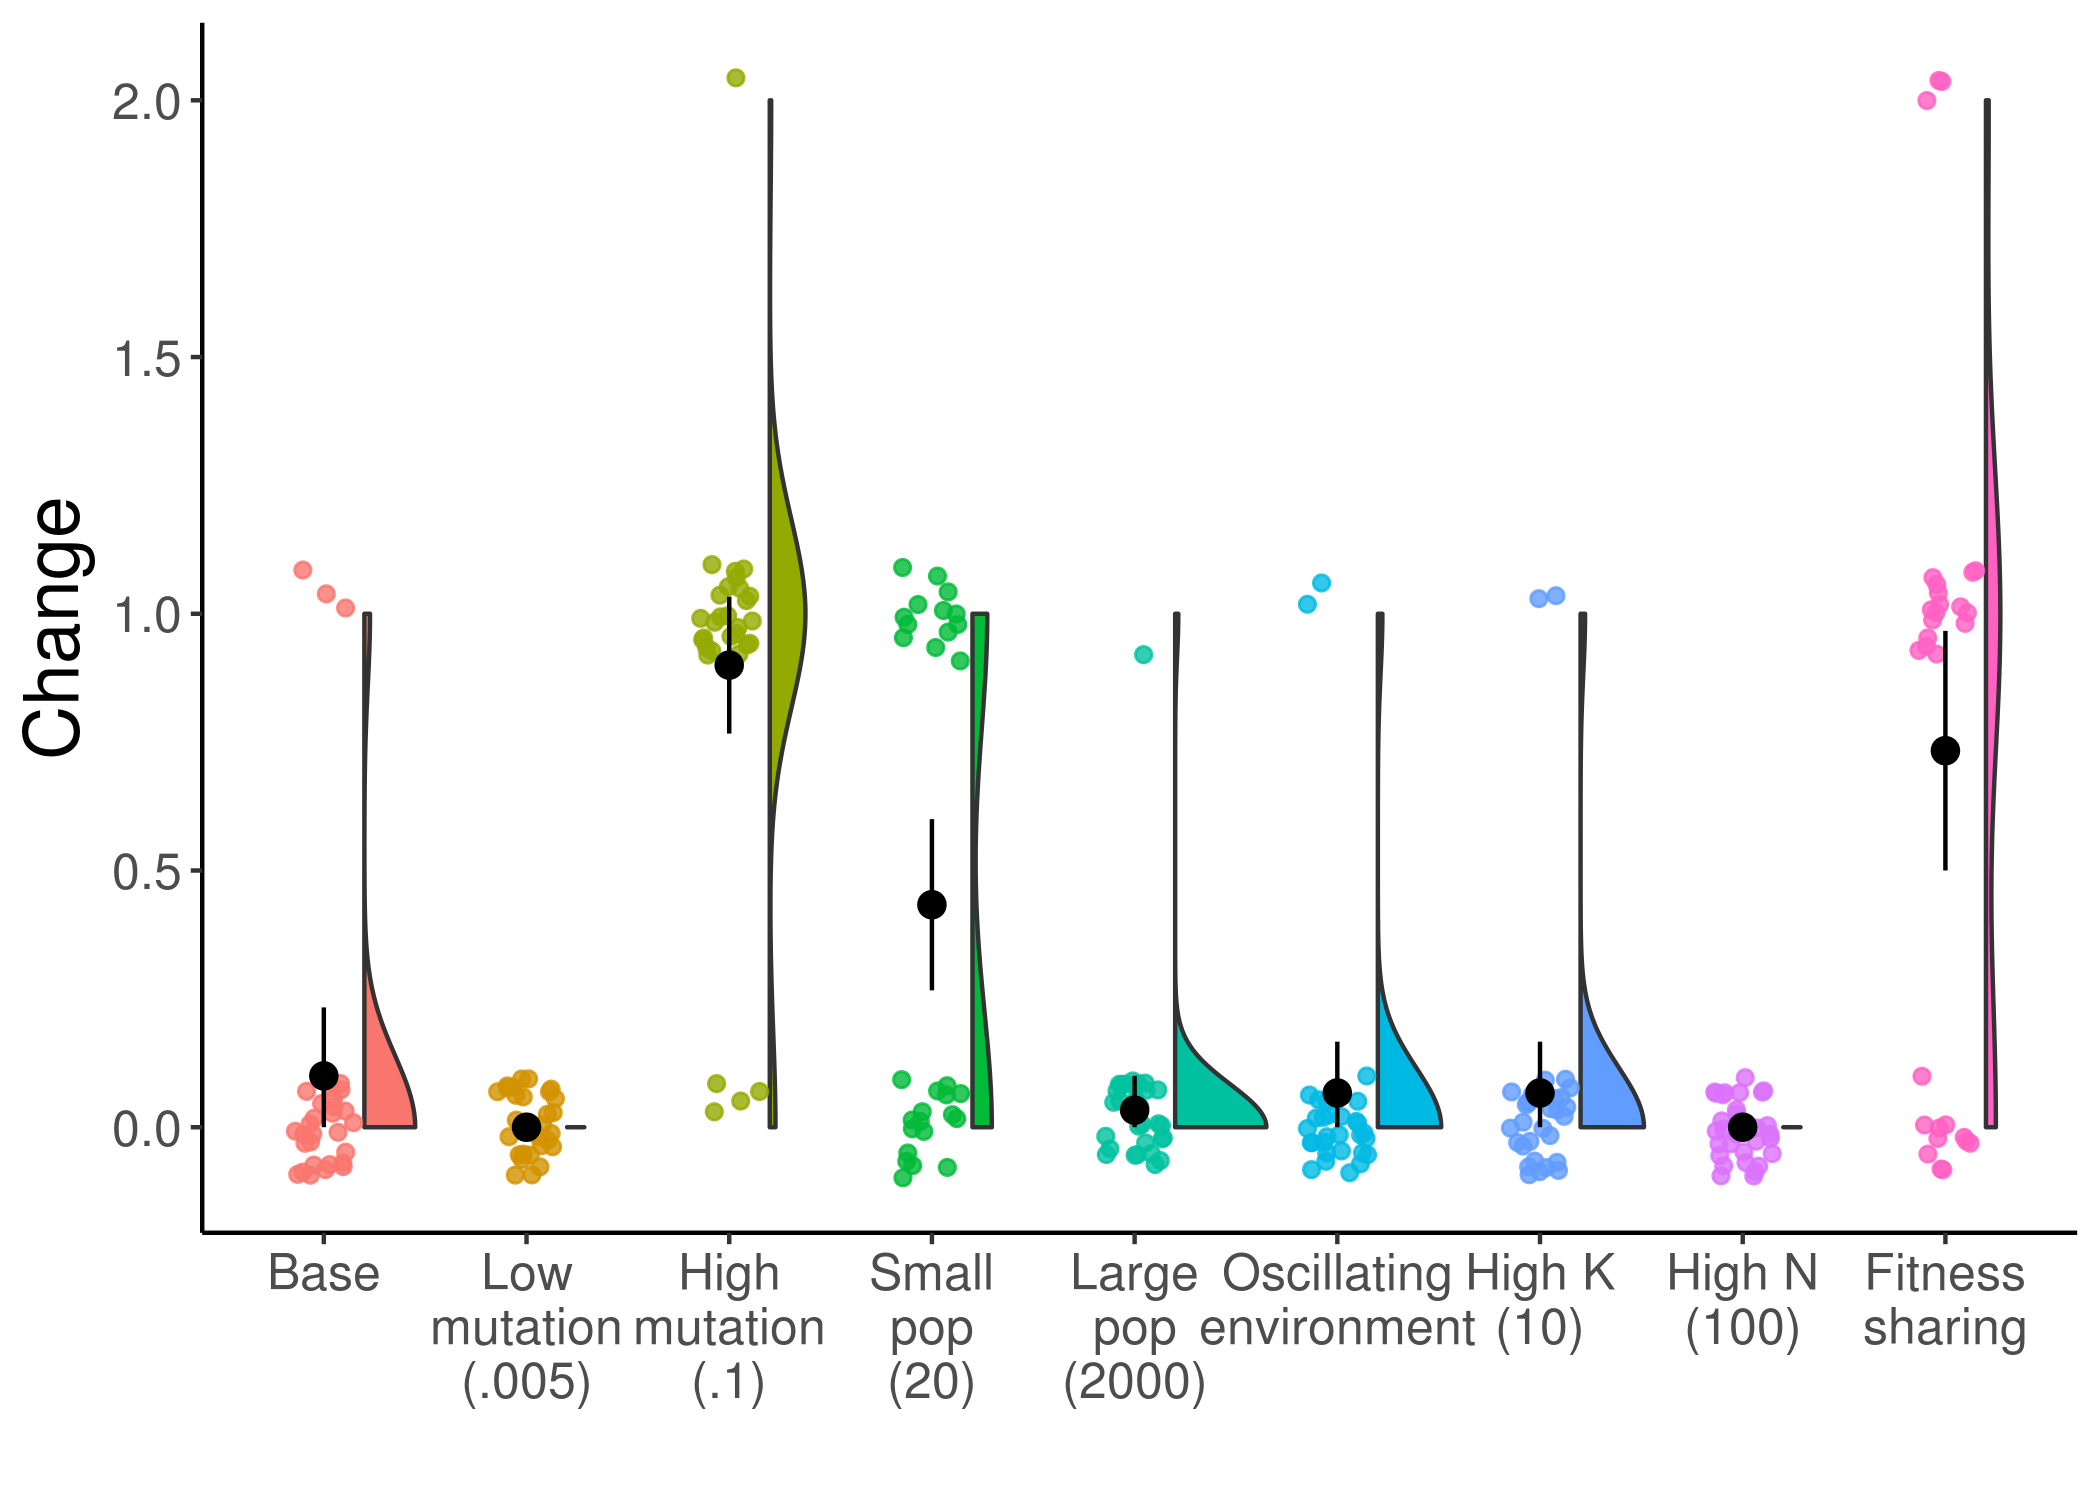 Change
2.0
1.5
1.0
0.5
0.0
Base
Low
mutation
(.005)
High
mutation
(.1)
Small
pop
(20)
Large
pop
(2000)
Oscillating
environment
High K
(10)
High N
(100)
Fitness
sharing